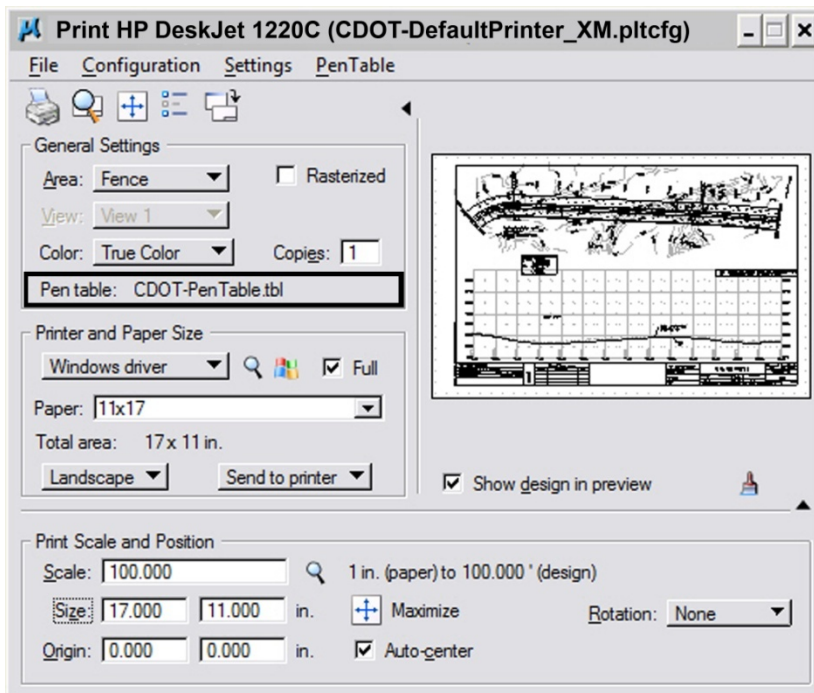 Print HP DeskJet 1220C (CDOT-DefaultPrinter_XM.pltcfg)
File Configuration Settings PenTable
General Settings
Area: Fence Rasterized
View: View 1
Color: True Color Copies: 1
Pen table: CDOT-PenTable.tbl
Printer and Paper Size
Windows driver Full
Paper: 11x17
Total area: 17 x 11 in.
Landscape Send to printer
Show design in preview
Print Scale and Position
Scale: 100.000 1 in. (paper) to 100.000 ' (design)
Size: 17.000 11.000 in. Maximize Rotation: None
Origin: 0.000 0.000 in. Auto-center